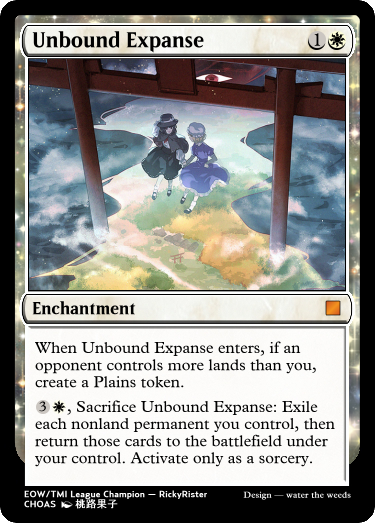 Unbound Expanse 1
Enchantment
When Unbound Expanse enters, if an
opponent controls more lands than you,
create a Plains token.
3, Sacrifice Unbound Expanse: Exile
each nonland permanent you control, then
return those cards to the battlefield under
your control. Activate only as a sorcery.
EOW/TMI League Champion — RickyRister
Design — water the weeds
CHOAS 桃路果子